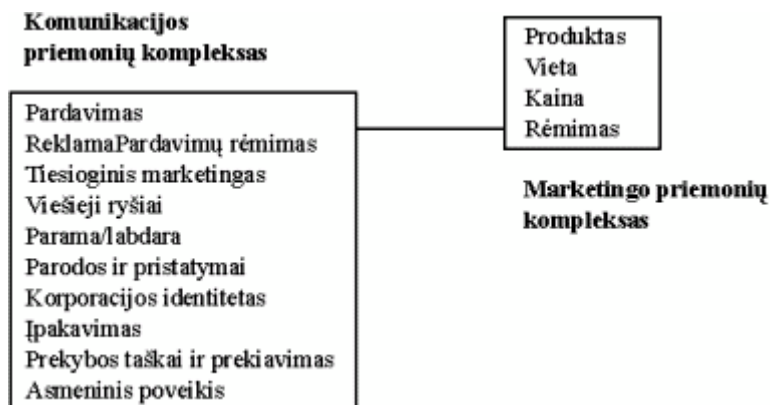 Komunikacijos
priemonių kompleksas
Pardavimas
ReklamaPardavimų rėmimas
Tiesioginis marketingas
Viešieji ryšiai
Parama/labdara
Parodos ir pristatymai
Korporacijos identitetas
Įpakavimas
Prekybos taškai ir prekiavimas
Asmeninis poveikis
Produktas
Vieta
Kaina
Rėmimas
Marketingo priemonių
kompleksas